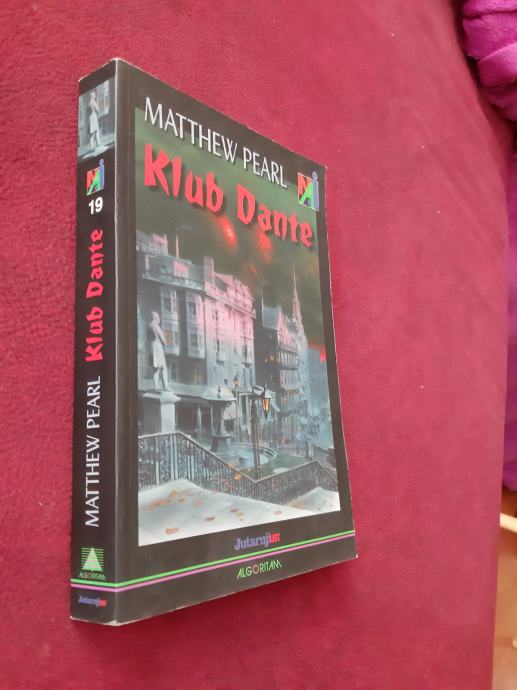 MATTHEW PEARL
Klub Dante
Jutarnji LIST
ALGORITAM
19
MATTHEW PEARL Klub Dante
ALGORITAM
Jutarnji LIST